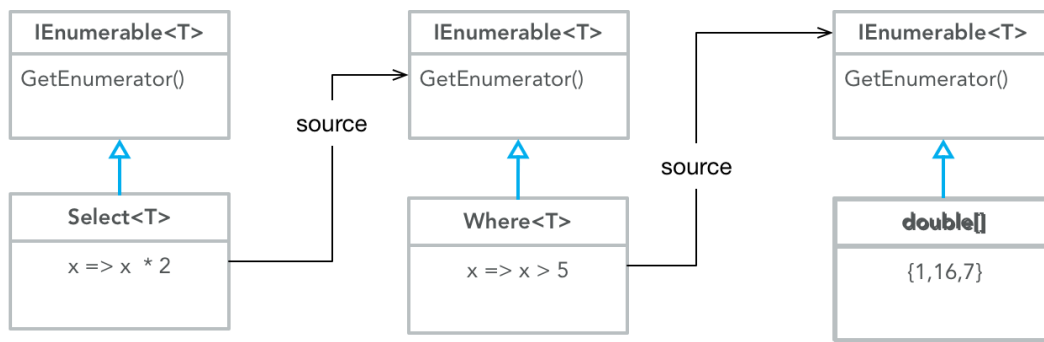 IEnumerable<T>
GetEnumerator()
Select<T>
x => x * 2
source
IEnumerable<T>
GetEnumerator()
Where<T>
x => x > 5
source
IEnumerable<T>
GetEnumerator()
double[]
{1,16,7}